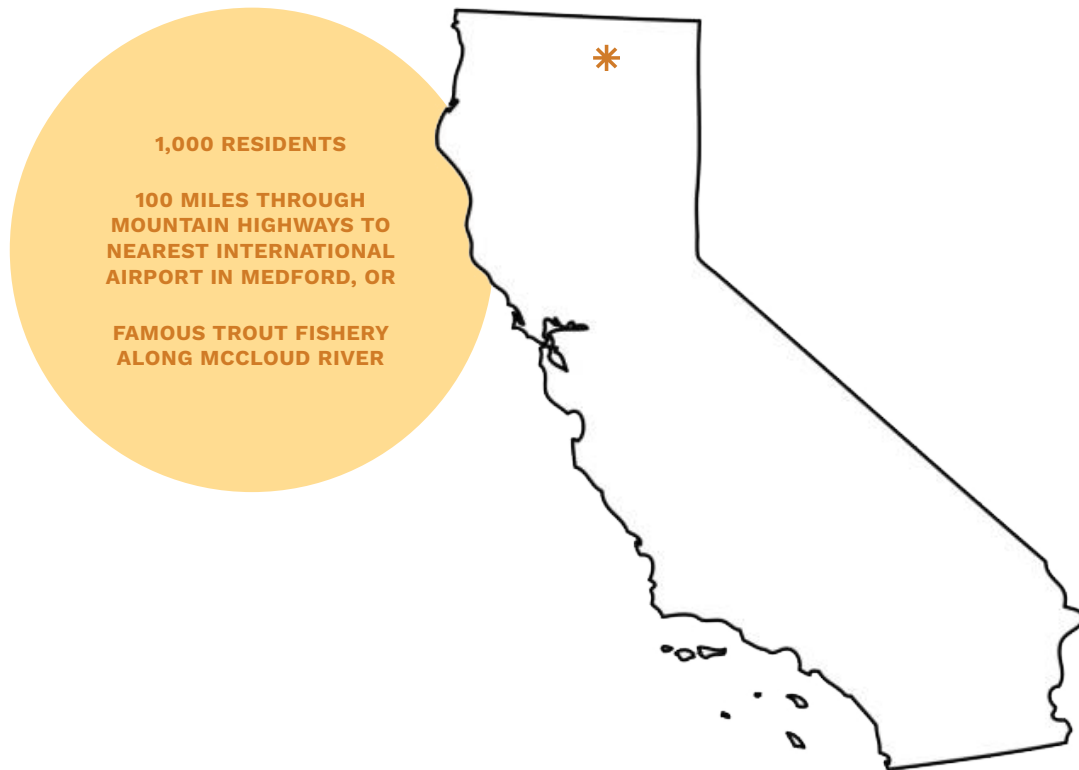 1,000 RESIDENTS
100 MILES THROUGH
MOUNTAIN HIGHWAYS TO
NEAREST INTERNATIONAL
AIRPORT IN MEDFORD, OR
FAMOUS TROUT FISHERY
ALONG MCCLOUD RIVER